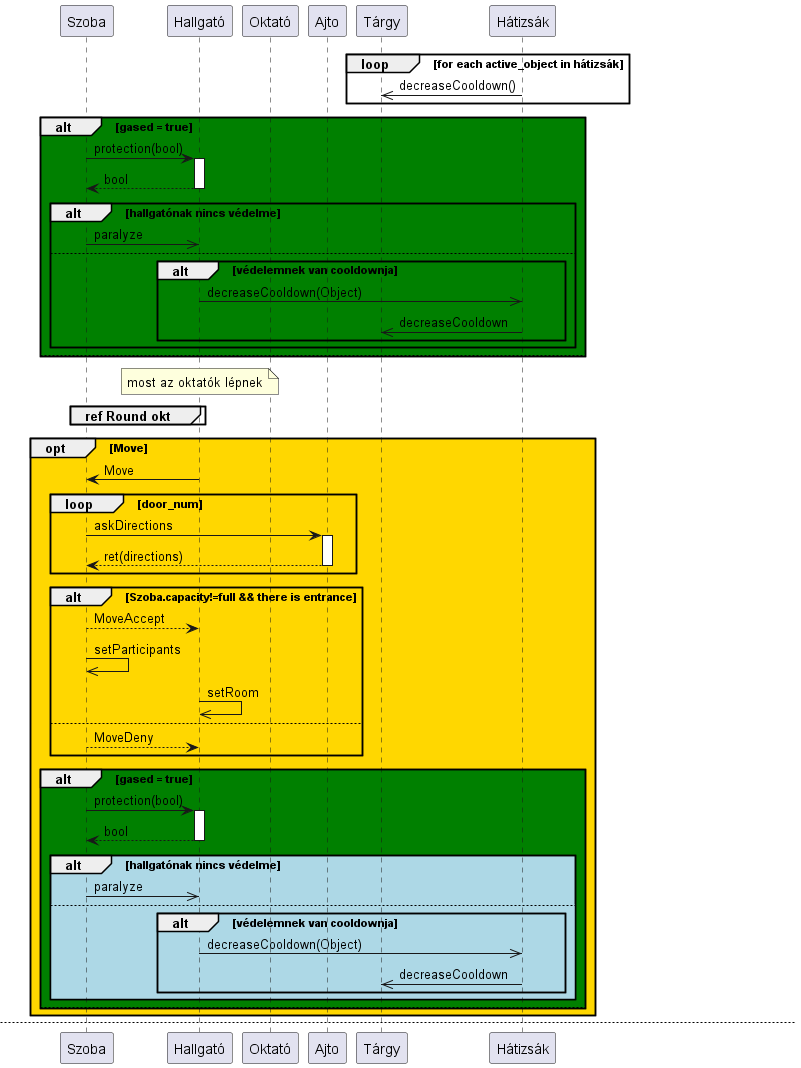 Szoba Hallgató Oktató Ajto Tárgy Hátizsák
loop [for each active_object in hátizsák]
decreaseCooldown()
alt [gased = true]
protection(bool)
bool
alt [hallgatónak nincs védelme]
paralyze
alt [védelemnek van cooldownja]
decreaseCooldown(Object)
decreaseCooldown
most az oktatók lépnek
ref Round okt
opt [Move]
Move
loop [door_num]
askDirections
ret(directions)
alt [Szoba.capacity!=full && there is entrance]
MoveAccept
setParticipants
setRoom
MoveDeny
alt [gased = true]
protection(bool)
bool
alt [hallgatónak nincs védelme]
paralyze
alt [védelemnek van cooldownja]
decreaseCooldown(Object)
decreaseCooldown
Szoba Hallgató Oktató Ajto Tárgy Hátizsák